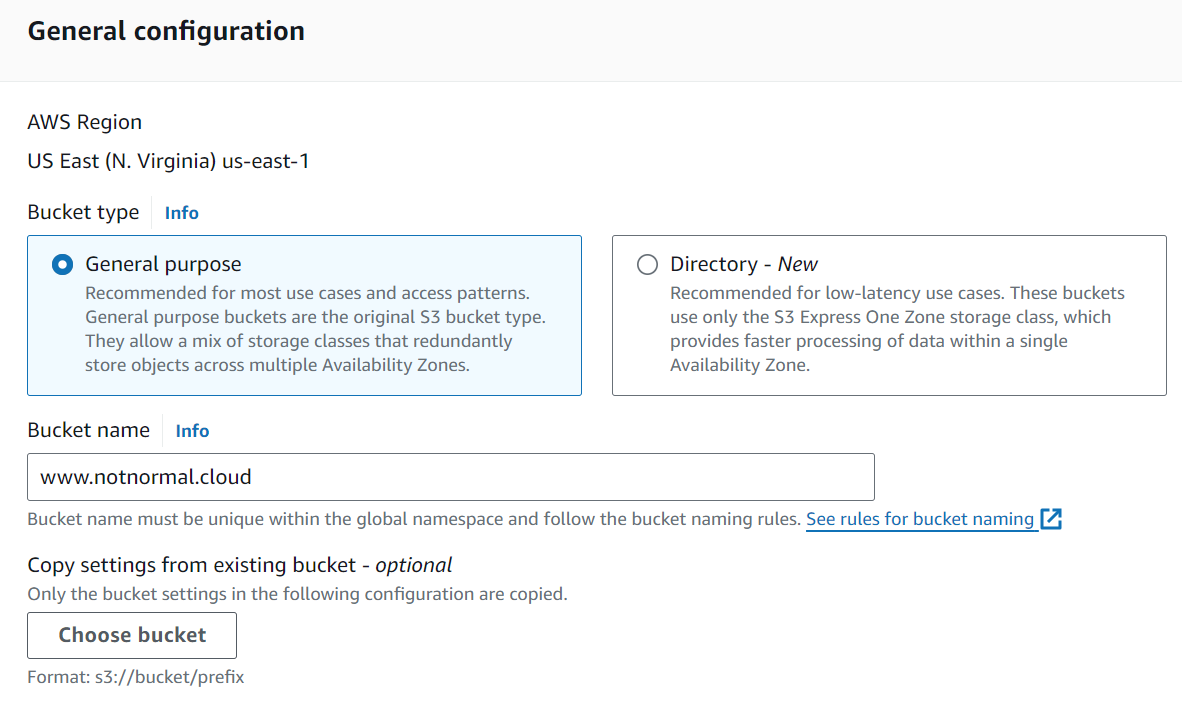 General configuration
AWS Region
US East (N. Virginia) us-east-1
Bucket type
Info
General purpose
Recommended for most use cases and access patterns.
General purpose buckets are the original S3 bucket type.
They allow a mix of storage classes that redundantly
store objects across multiple Availability Zones.
Directory - New
Recommended for low-latency use cases. These buckets
use only the S3 Express One Zone storage class, which
provides faster processing of data within a single
Availability Zone.
Bucket name
Info
www.notnormal.cloud
Bucket name must be unique within the global namespace and follow the bucket naming rules. See rules for bucket naming
Copy settings from existing bucket - optional
Only the bucket settings in the following configuration are copied.
Choose bucket
Format: s3://bucket/prefix